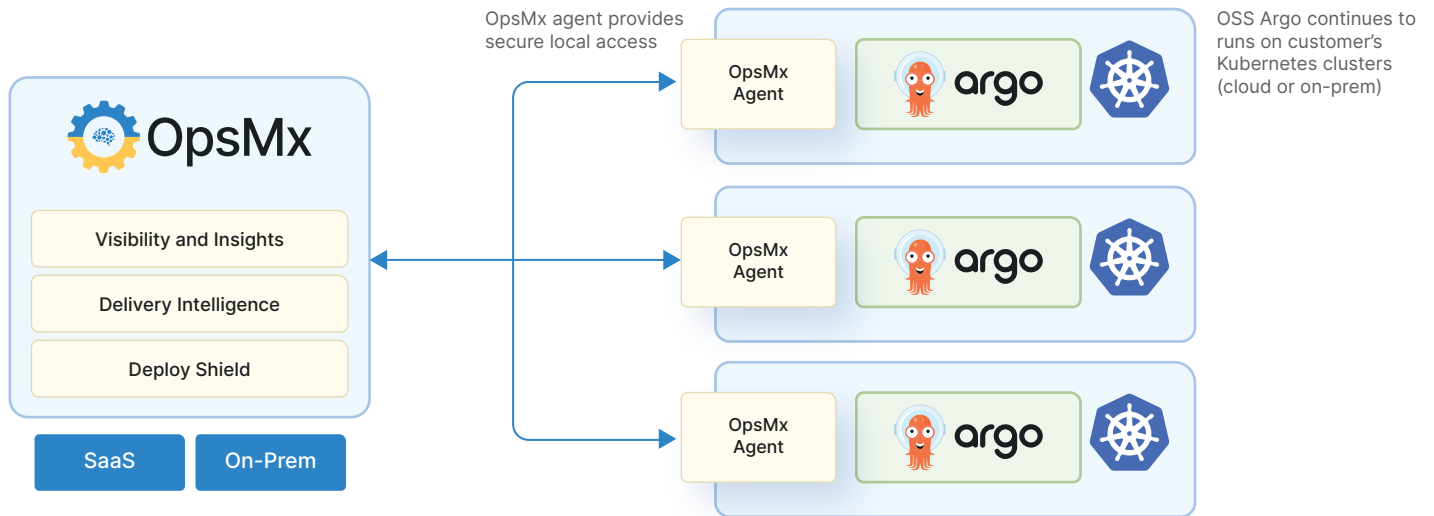 OpsMx
Visibility and Insights
Delivery Intelligence
Deploy Shield
SaaS
On-Prem
OpsMx agent provides
secure local access
OpsMx
Agent
argo
OpsMx
Agent
argo
OpsMx
Agent
argo
OSS Argo continues to
runs on customer’s
Kubernetes clusters
(cloud or on-prem)